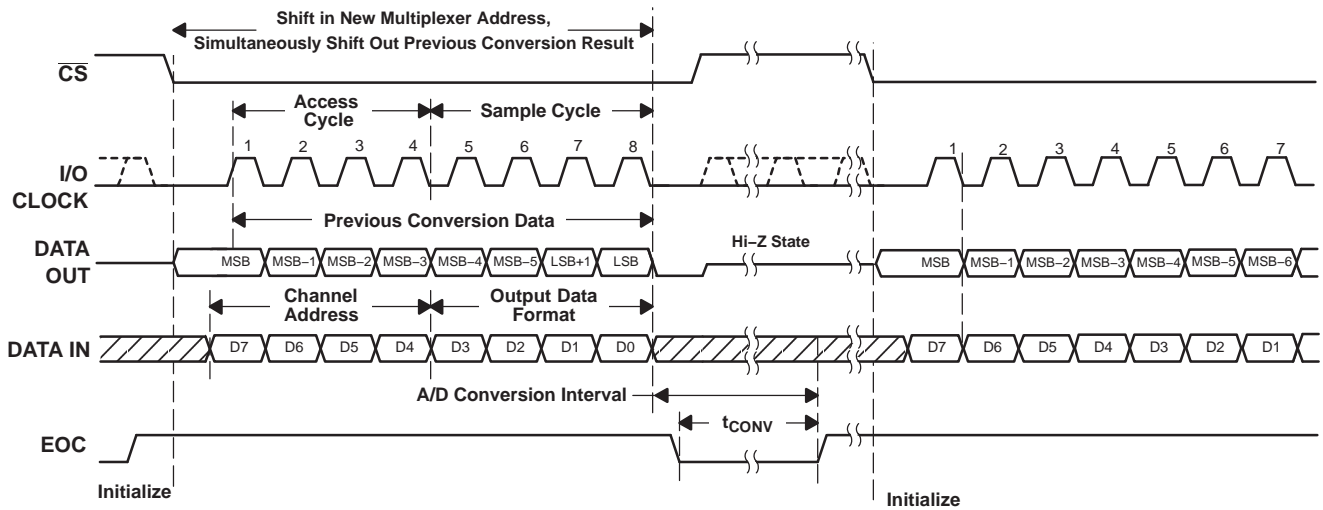 Shift in New Multiplexer Address,
Simultaneously Shift Out Previous Conversion Result
CS
Access
Cycle
Sample Cycle
1 2 3 4 5 6 7 8 1 2 3 4 5 6 7
I/O
CLOCK
Previous Conversion Data
DATA
OUT
Hi–Z State
MSB MSB–1 MSB–2 MSB–3 MSB–4 MSB–5 LSB+1 LSB MSB MSB–1 MSB–2 MSB–3 MSB–4 MSB–5 MSB–6
Channel
Address
Output Data
Format
DATA IN
D7 D6 D5 D4 D3 D2 D1 D0 D7 D6 D5 D4 D3 D2 D1
A/D Conversion Interval
tCONV
EOC
Initialize
Initialize